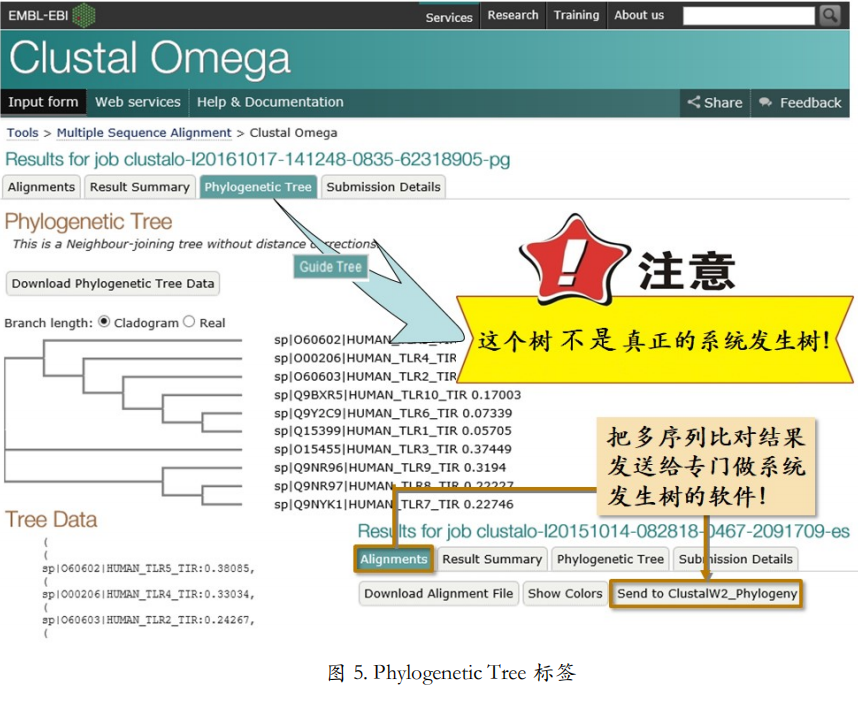 EMBL-EBI
Services Research Training About us
Clustal Omega
Input form Web services Help & Documentation Share Feedback
Tools > Multiple Sequence Alignment > Clustal Omega
Results for job clustalo-I20161017-141248-0835-62318905-pg
Alignments Result Summary Phylogenetic Tree Submission Details
Phylogenetic Tree
This is a Neighbour-joining tree without distance corrections.
Guide Tree
注意
Download Phylogenetic Tree Data
Branch length: Cladogram Real
这个树 不是 真正的系统发生树!
sp|O60602|HUMAN_
sp|O00206|HUMAN_TLR4_TIR
sp|O60603|HUMAN_TLR2_TIR
sp|Q9BXR5|HUMAN_TLR10_TIR 0.17003
sp|Q9Y2C9|HUMAN_TLR6_TIR 0.07339
sp|Q15399|HUMAN_TLR1_TIR 0.05705
sp|O15455|HUMAN_TLR3_TIR 0.37449
sp|Q9NR96|HUMAN_TLR9_TIR 0.3194
sp|Q9NR97|HUMAN_TLR8_TIR 0.22227
sp|Q9NYK1|HUMAN_TLR7_TIR 0.22746
把多序列比对结果
发送给专门做系统
发生树的软件!
Tree Data
(
(
sp|O60602|HUMAN_TLR5_TIR:0.38085,
(
sp|O00206|HUMAN_TLR4_TIR:0.33034,
(
sp|O60603|HUMAN_TLR2_TIR:0.24267,
(
Results for job clustalo-I20151014-082818-0467-2091709-es
Alignments Result Summary Phylogenetic Tree Submission Details
Download Alignment File Show Colors Send to ClustalW2_Phylogeny
图 5. Phylogenetic Tree 标签